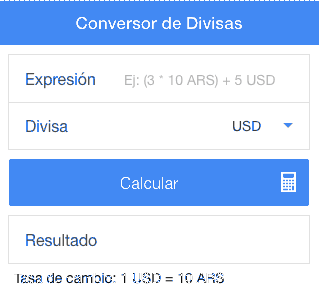 Conversor de Divisas
Expresión Ej: (3 * 10 ARS) + 5 USD
Divisa USD
Calcular
Resultado
Tasa de cambio: 1 USD = 10 ARS